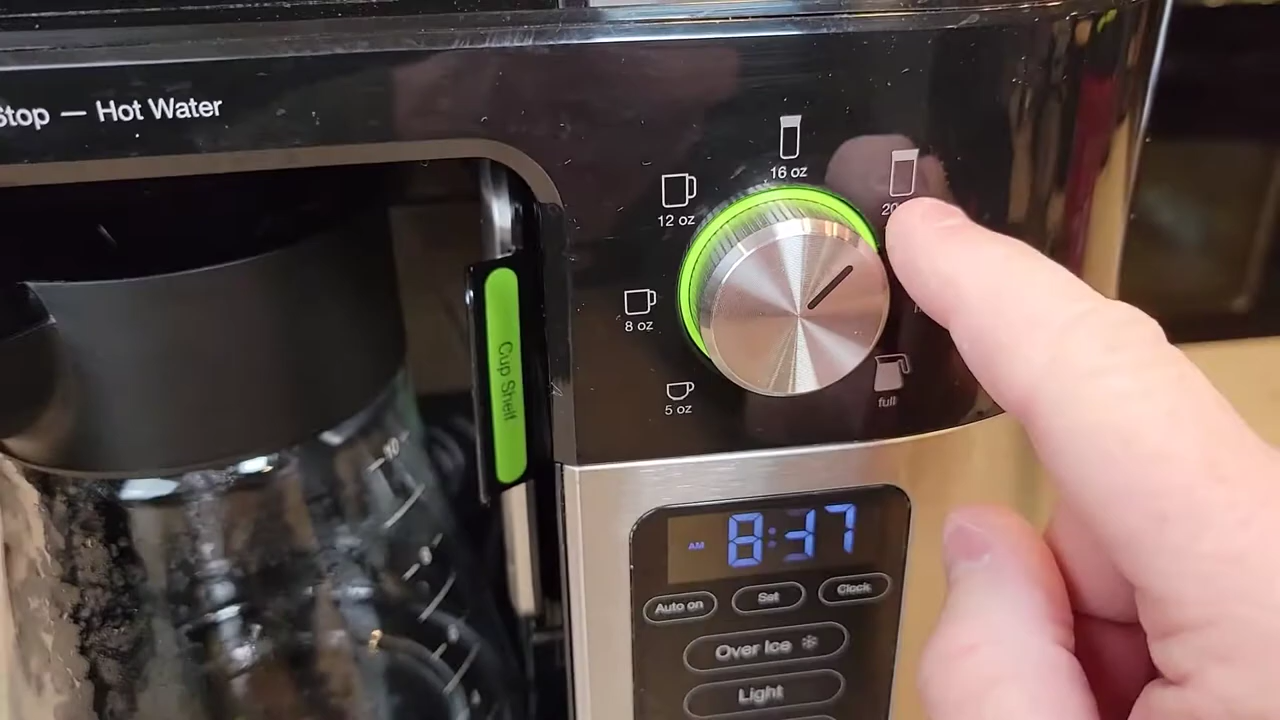 Stop — Hot Water
16 oz
12 oz
8 oz
5 oz
full
Cup Shelf
10
8
AM
Auto on
Set
Clock
Over Ice
Light